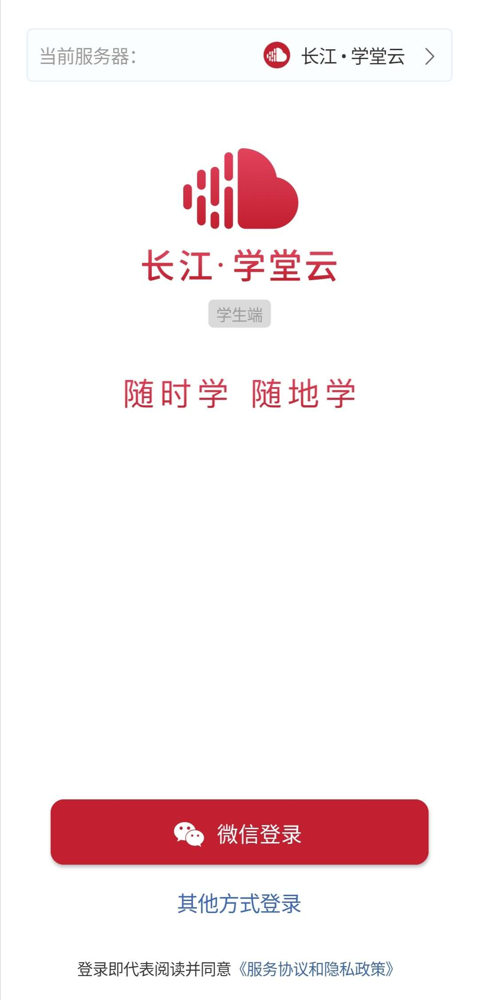 当前服务器：
长江·学堂云
长江·学堂云
学生端
随时学 随地学
微信登录
其他方式登录
登录即代表阅读并同意《服务协议和隐私政策》